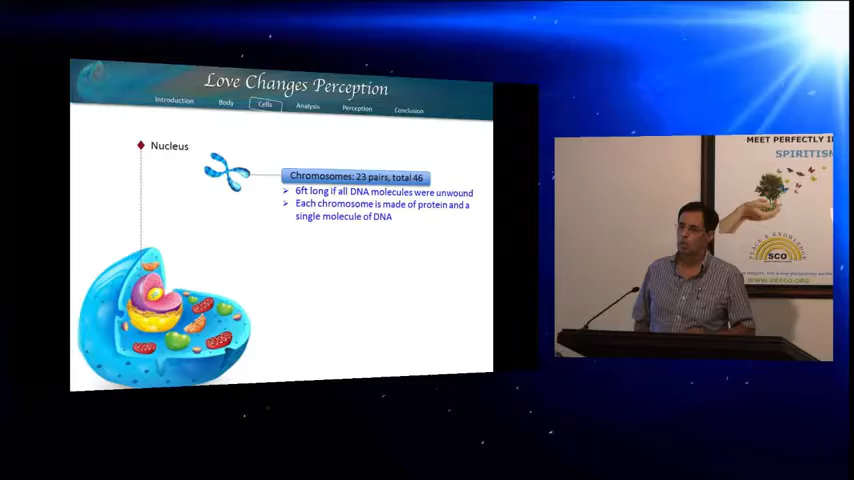 Love Changes Perception
Introduction Body Cells Analysis Perception Conclusion
Nucleus
Chromosomes: 23 pairs, total 46
6ft long if all DNA molecules were unwound
Each chromosome is made of protein and a
single molecule of DNA
MEET PERFECTLY I
SPIRITISM
PEACE & KNOWLEDGE
SCO